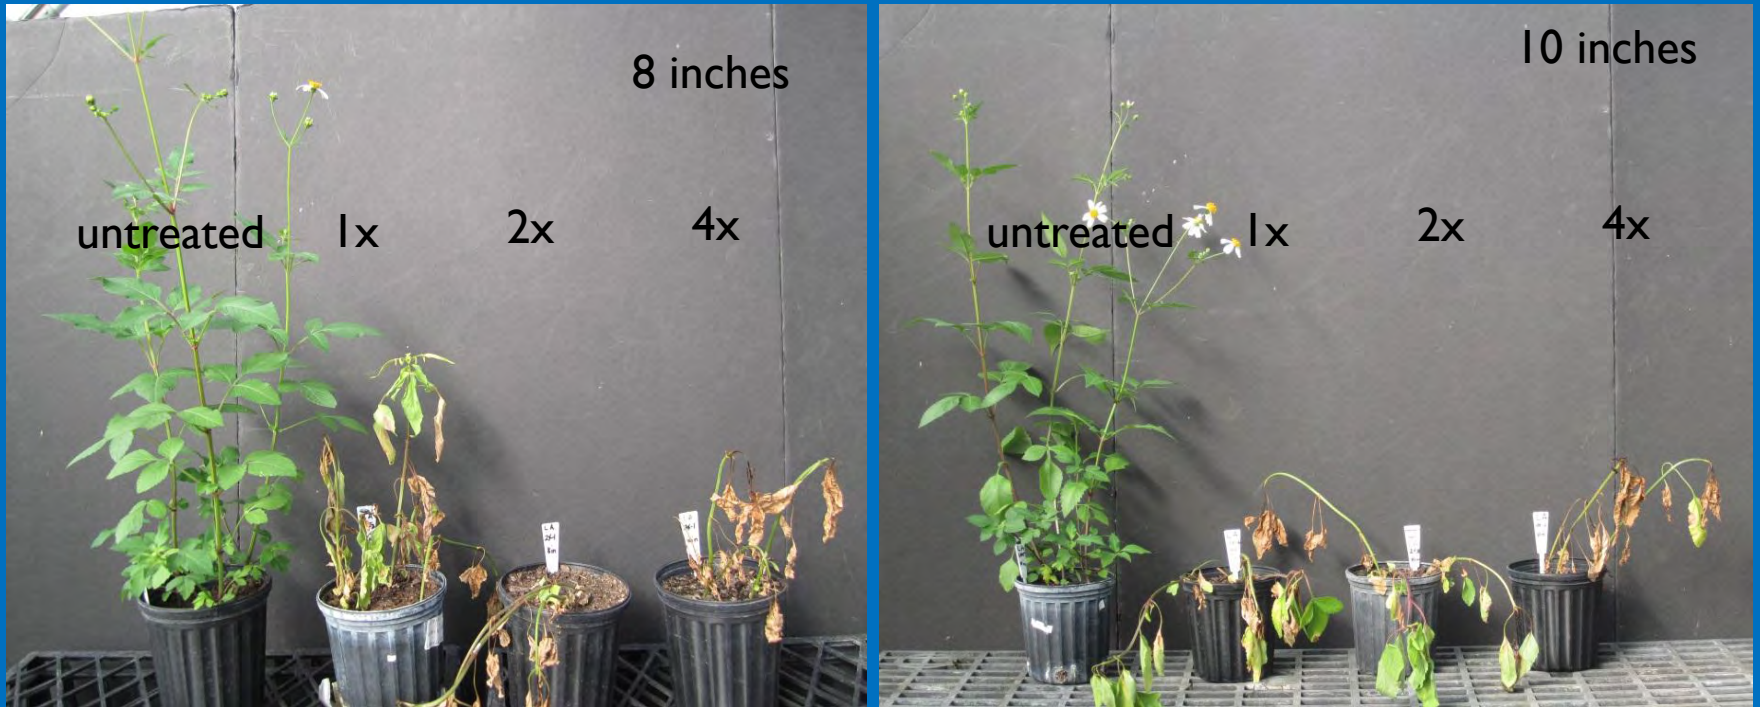 8 inches
untreated 1x 2x 4x
10 inches
untreated 1x 2x 4x